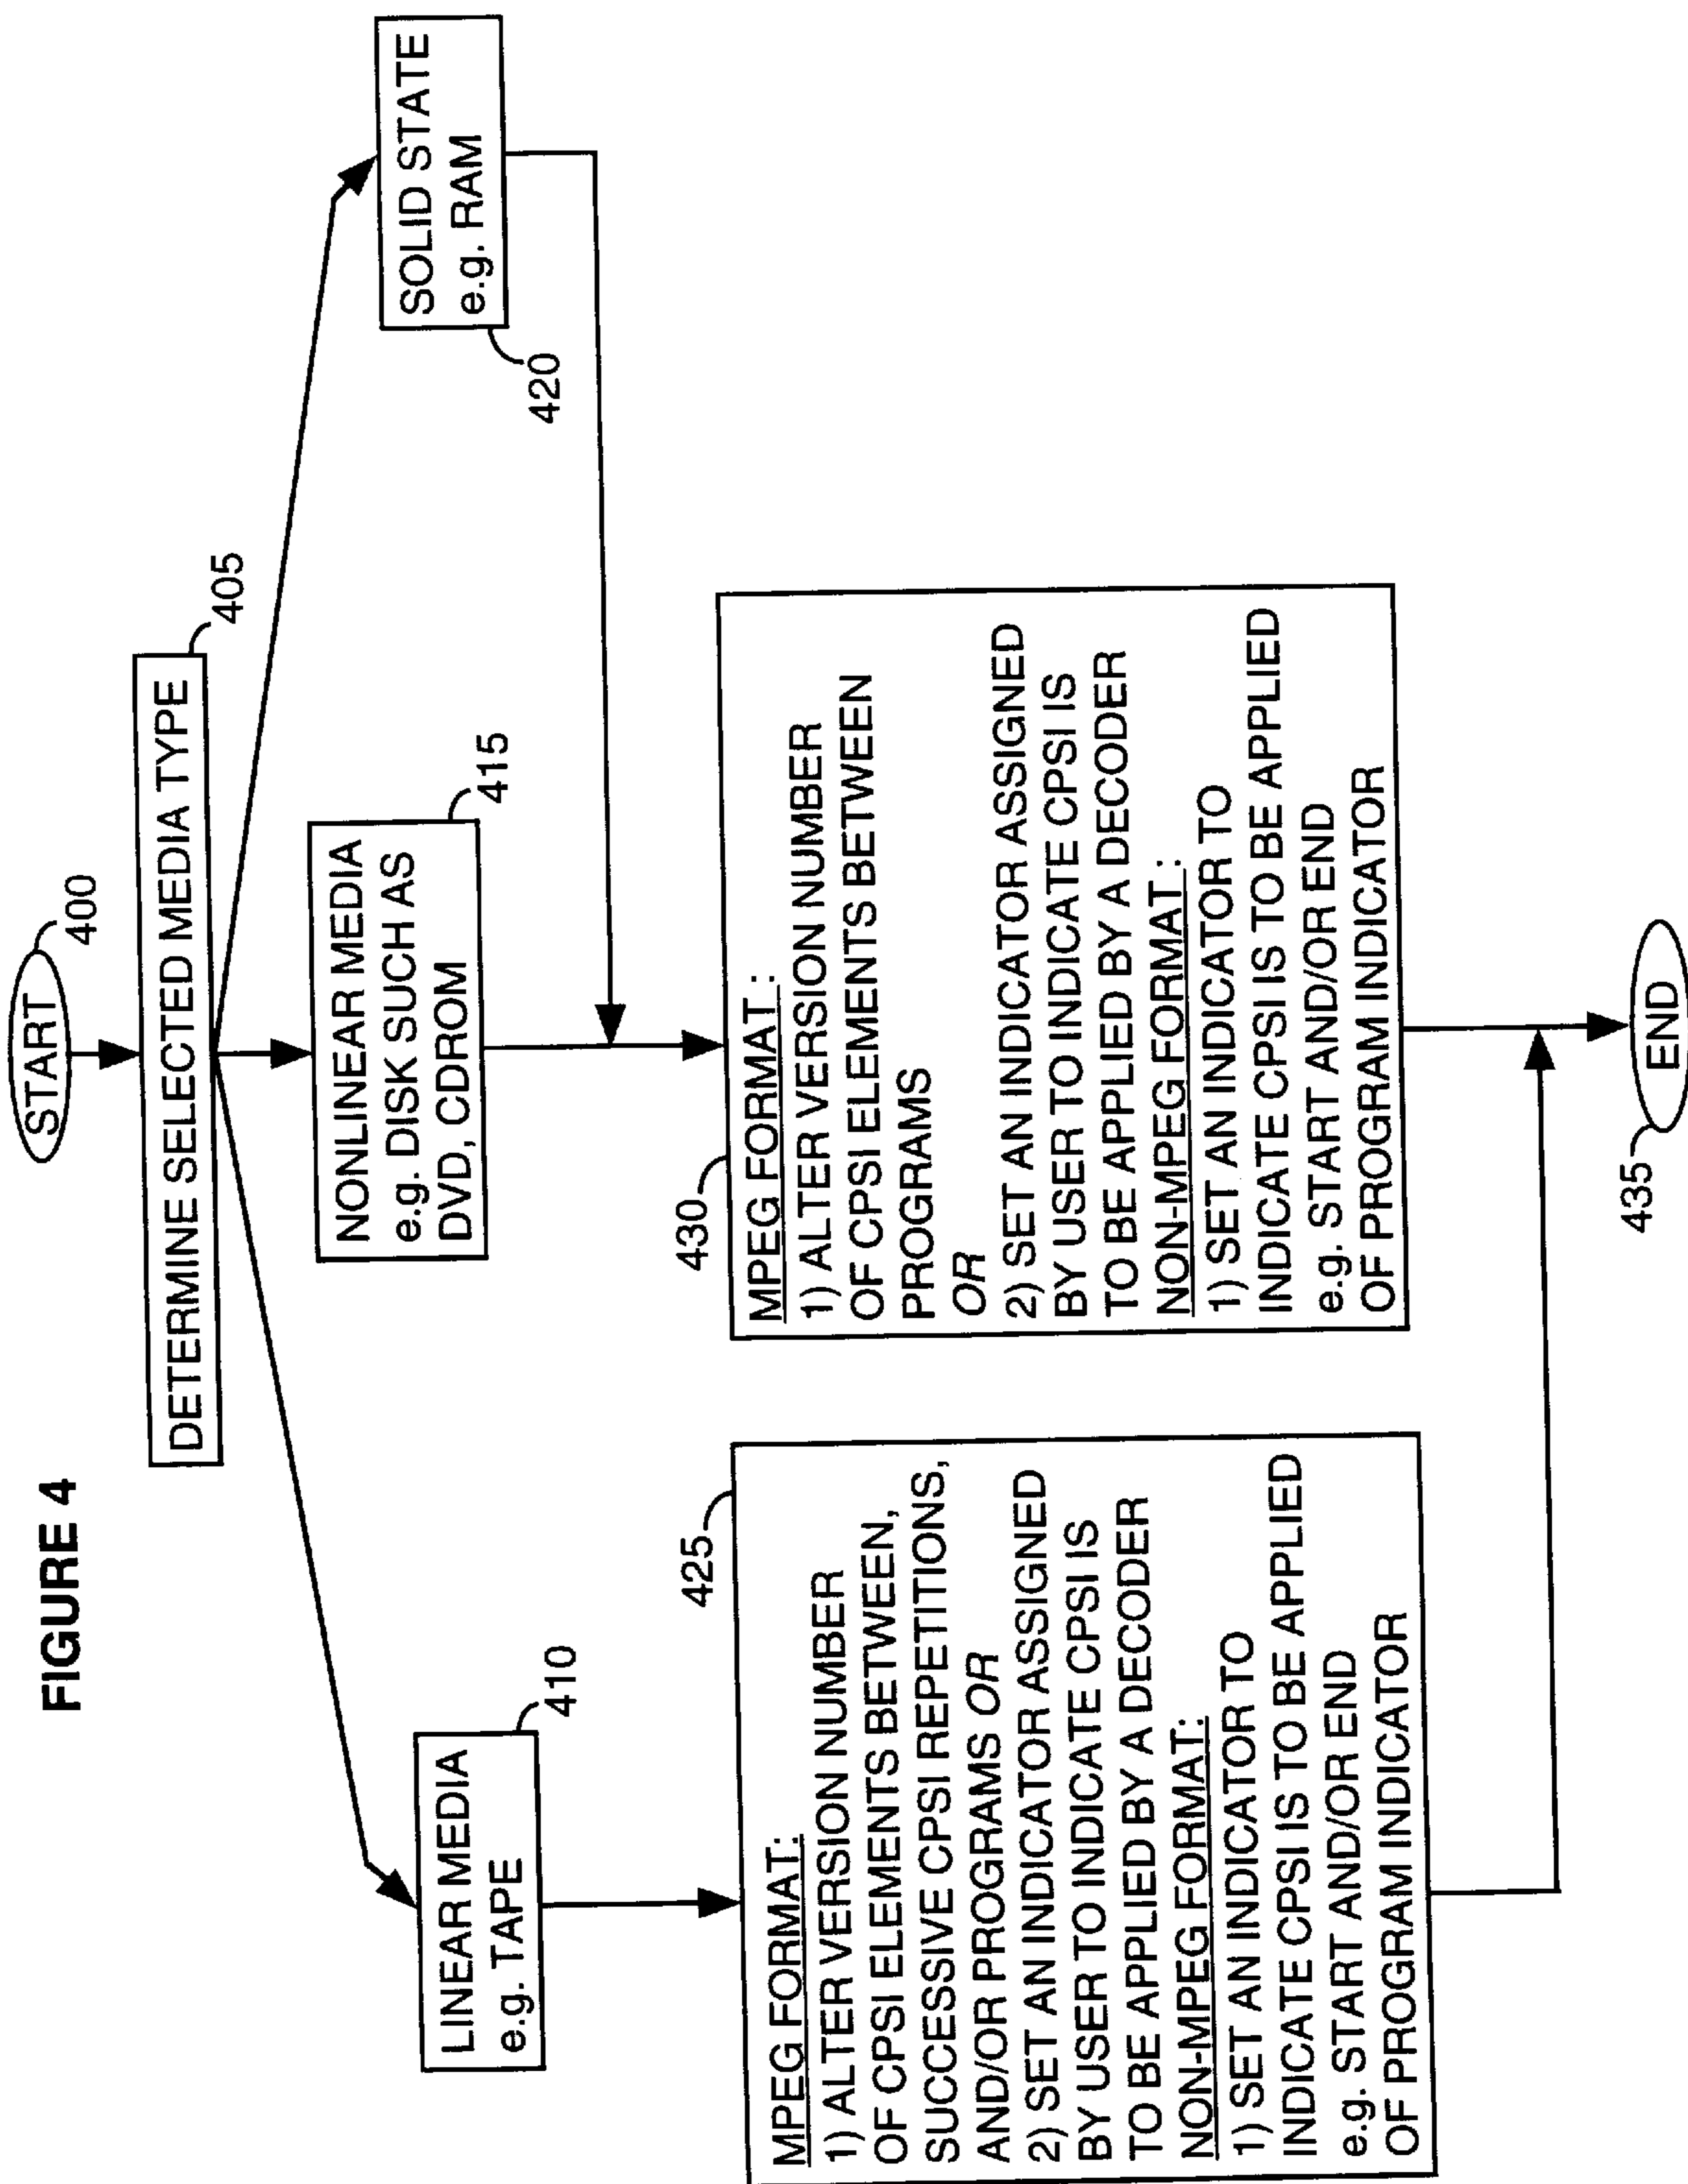 FIGURE 4
START
400
DETERMINE SELECTED MEDIA TYPE
405
LINEAR MEDIA
e.g. TAPE
410
NONLINEAR MEDIA
e.g. DISK SUCH AS
DVD, CDROM
415
SOLID STATE
e.g. RAM
420
425
MPEG FORMAT:
1) ALTER VERSION NUMBER
OF CPSI ELEMENTS BETWEEN,
SUCCESSIVE CPSI REPETITIONS,
AND/OR PROGRAMS OR
2) SET AN INDICATOR ASSIGNED
BY USER TO INDICATE CPSI IS
TO BE APPLIED BY A DECODER
NON-MPEG FORMAT:
1) SET AN INDICATOR TO
INDICATE CPSI IS TO BE APPLIED
e.g. START AND/OR END
OF PROGRAM INDICATOR
430
MPEG FORMAT :
1) ALTER VERSION NUMBER
OF CPSI ELEMENTS BETWEEN
PROGRAMS
OR
2) SET AN INDICATOR ASSIGNED
BY USER TO INDICATE CPSI IS
TO BE APPLIED BY A DECODER
NON-MPEG FORMAT :
1) SET AN INDICATOR TO
INDICATE CPSI IS TO BE APPLIED
e.g. START AND/OR END
OF PROGRAM INDICATOR
435
END